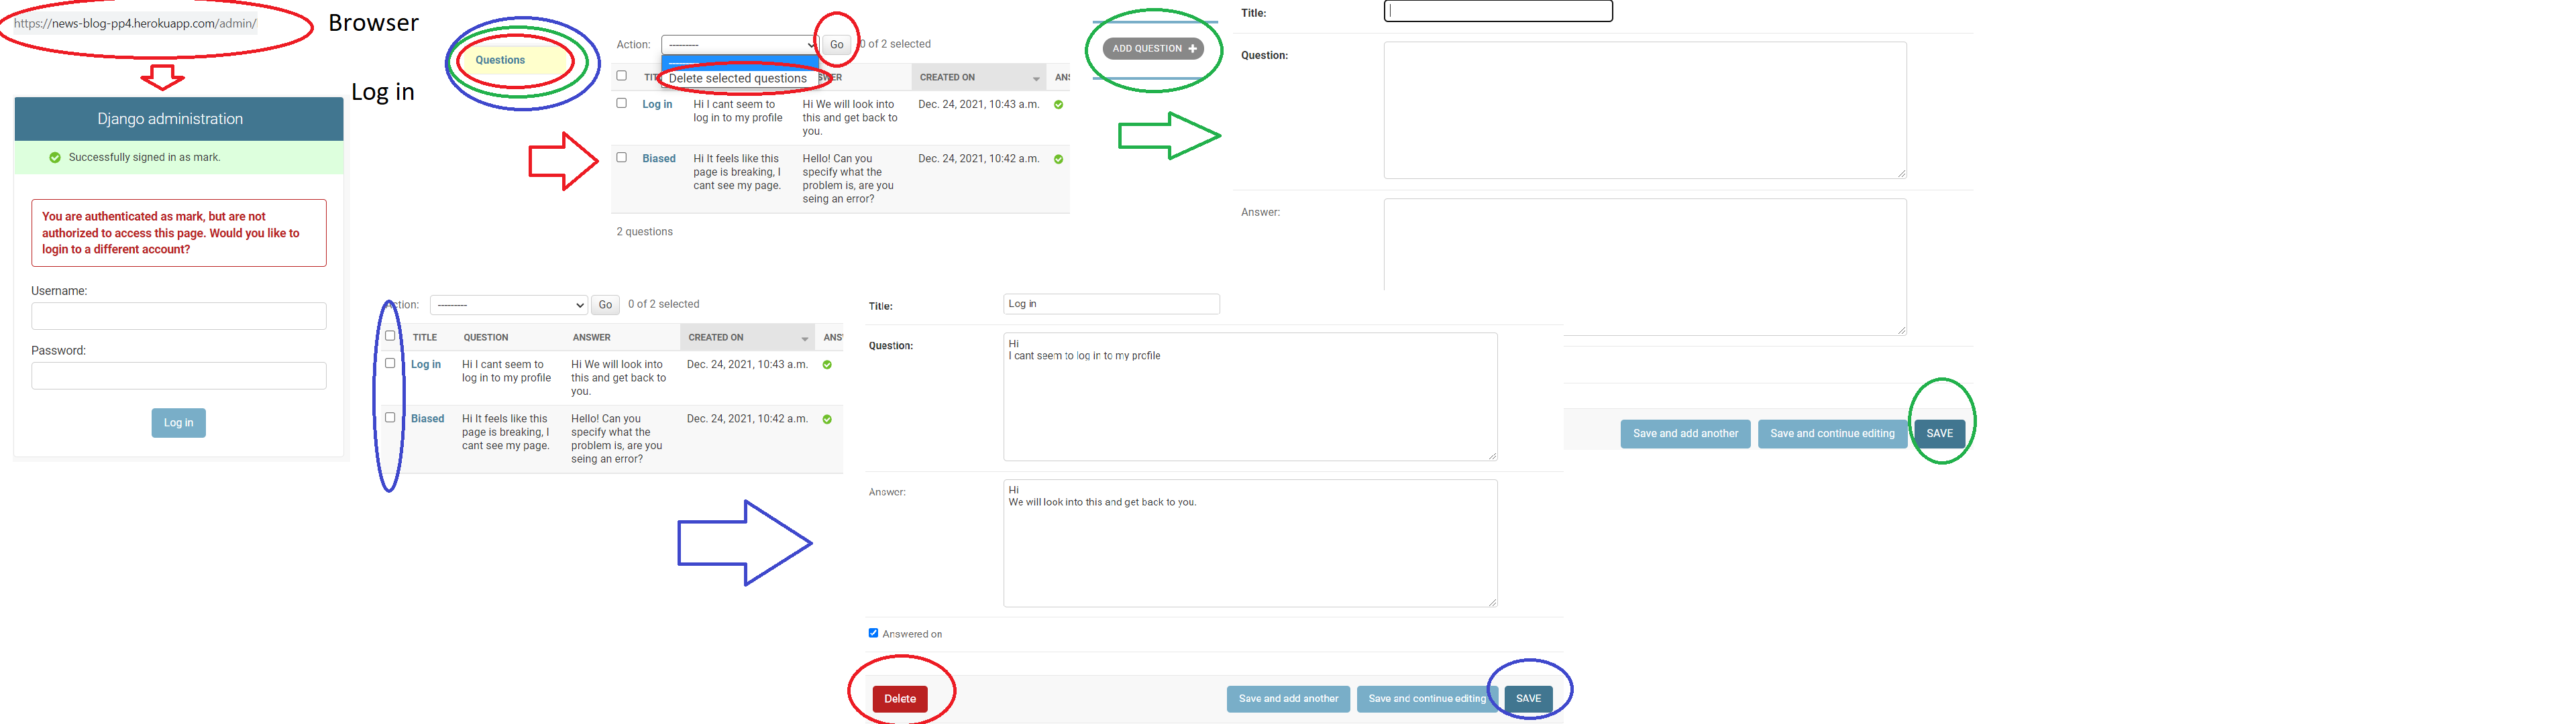 https://news-blog-pp4.herokuapp.com/admin/
Browser
Log in
Django administration
Successfully signed in as mark.
You are authenticated as mark, but are not
authorized to access this page. Would you like to
login to a different account?
Username:
Password:
Log in
Questions
Action: --------- Go 0 of 2 selected
---------
Delete selected questions
CREATED ON
Log in
Hi I cant seem to
log in to my profile
Hi We will look into
this and get back to
you.
Dec. 24, 2021, 10:43 a.m.
Biased
Hi It feels like this
page is breaking, I
cant see my page.
Hello! Can you
specify what the
problem is, are you
seing an error?
Dec. 24, 2021, 10:42 a.m.
2 questions
ADD QUESTION +
Title:
Question:
Answer:
Save and add another
Save and continue editing
SAVE
Action: --------- Go 0 of 2 selected
TITLE QUESTION ANSWER CREATED ON
Log in
Hi I cant seem to
log in to my profile
Hi We will look into
this and get back to
you.
Dec. 24, 2021, 10:43 a.m.
Biased
Hi It feels like this
page is breaking, I
cant see my page.
Hello! Can you
specify what the
problem is, are you
seing an error?
Dec. 24, 2021, 10:42 a.m.
Title: Log in
Question:
Hi
I cant seem to log in to my profile
Answer:
Hi
We will look into this and get back to you.
Answered on
Delete
Save and add another
Save and continue editing
SAVE